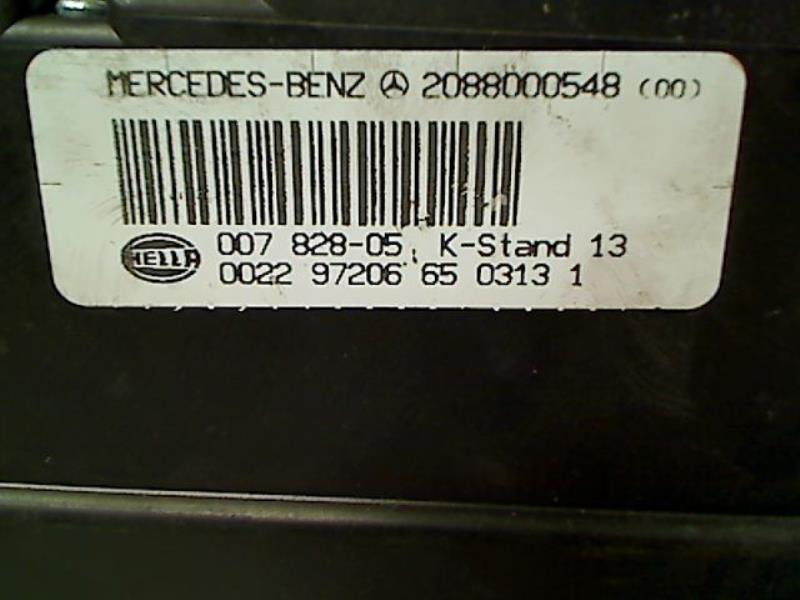 MERCEDES-BENZ 2088000548 (00)
HELLA 007 828-05. K-Stand 13
0022 97206 65 0313 1